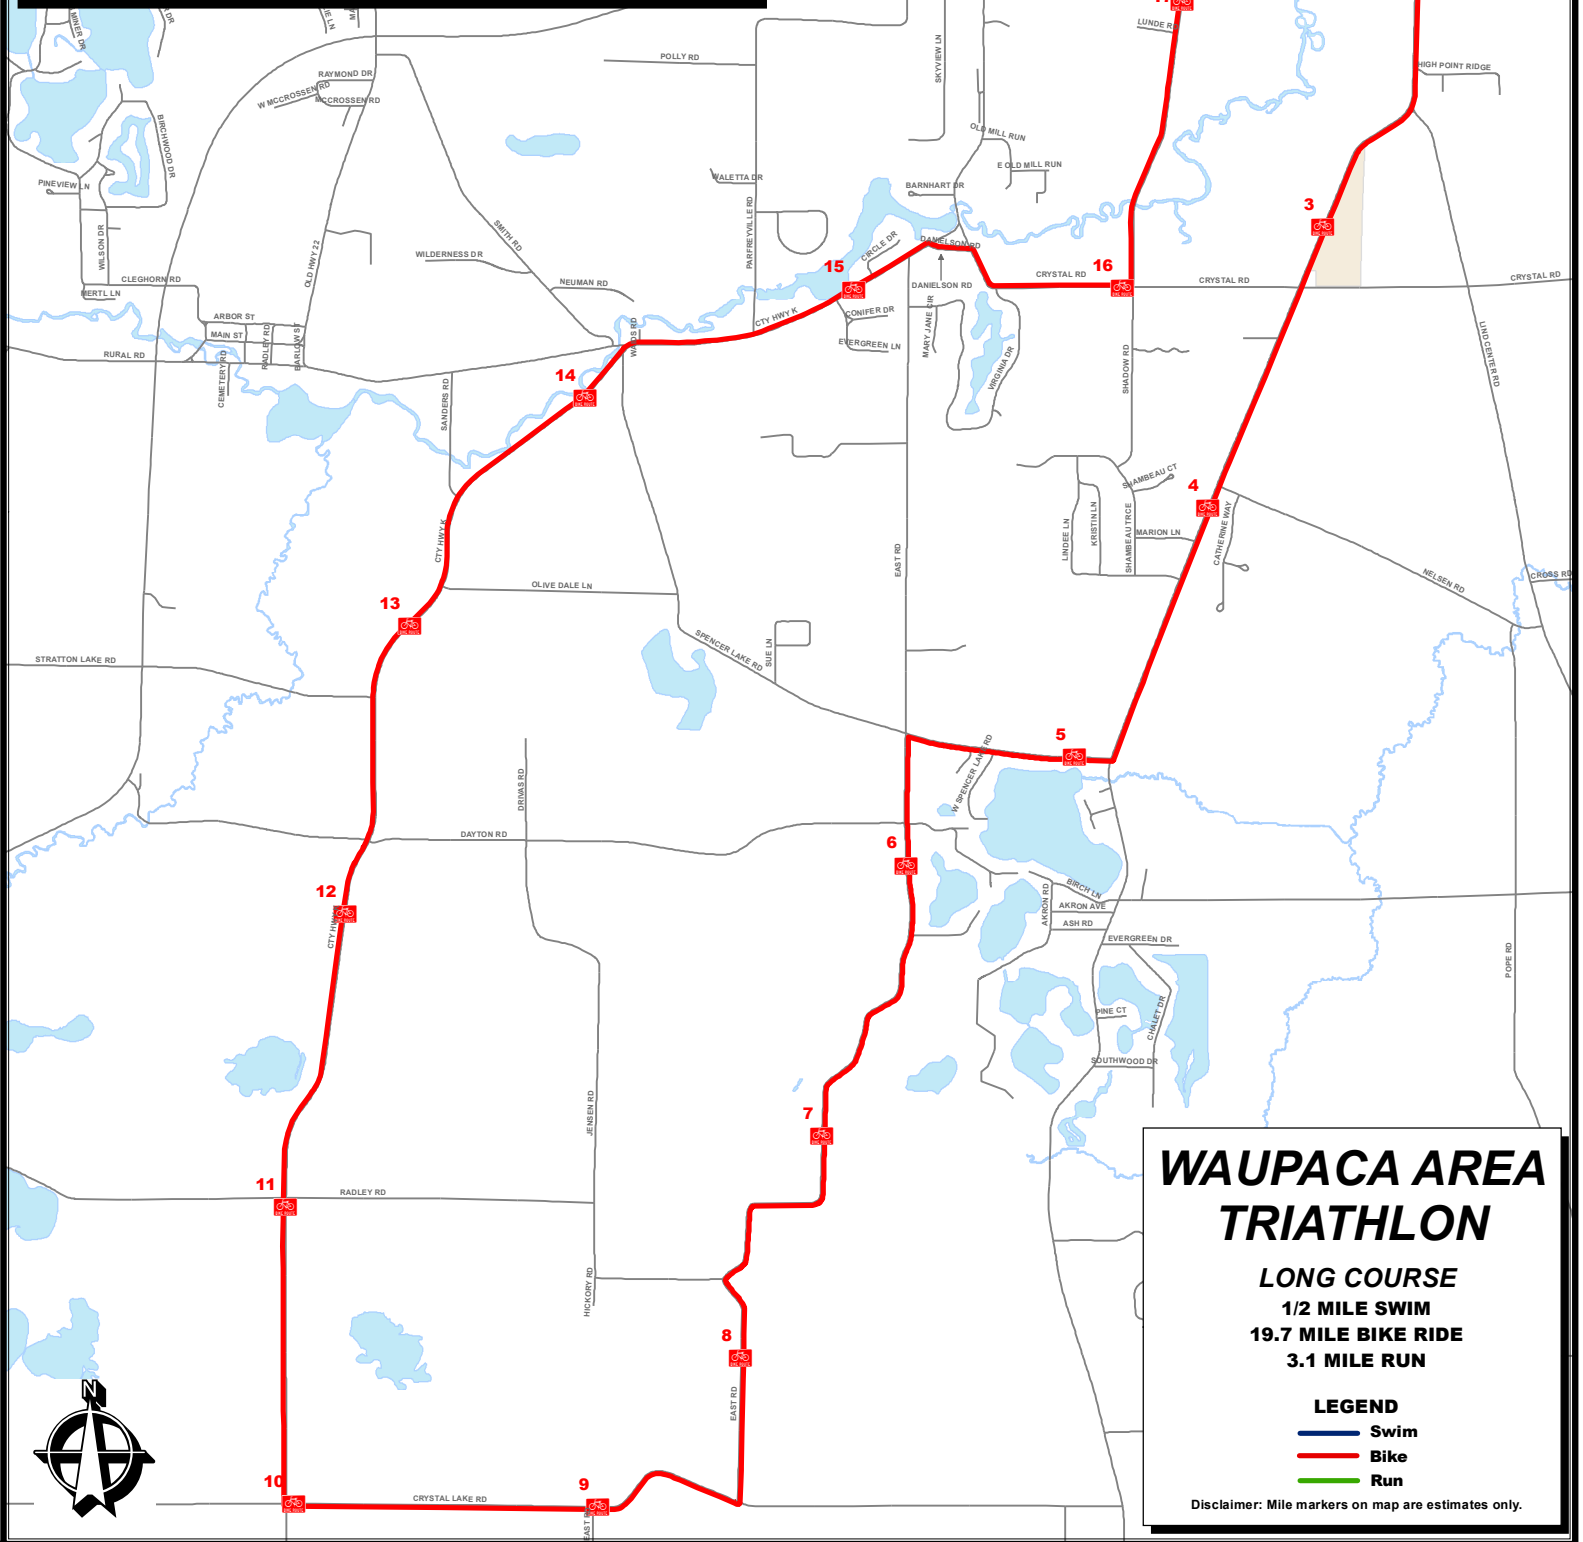 LUNDE R
HIGH POINT RIDGE
POLLY RD
SKYVIEW LN
RAYMOND DR
W MCCROSSEN RD
MCCROSSEN RD
MINER DR
BIRCHWOOD DR
OLD MILL RUN
E OLD MILL RUN
PINEVIEW LN
WALETTA DR
BARNHART DR
3
WILSON DR
OLD HWY 22
SMITH RD
WILDERNESS DR
PARFREYVILLE RD
CIRCLE DR
DANIELSON RD
15
16
CLEGHORN RD
MERTL LN
NEUMAN RD
DANIELSON RD
CRYSTAL RD
CRYSTAL RD
CRYSTAL RD
ARBOR ST
MAIN ST
RADLEY RD
BARLOW ST
CTY HWY K
CONIFER DR
EVERGREEN LN
MARY JANE CIR
VIRGINIA DR
SHADOW RD
LIND CENTER RD
RURAL RD
CEMETERY RD
WARDS RD
14
SANDERS RD
SHAMBEAU CT
4
CTY HWY K
EAST RD
LINDEE LN
KRISTIN LN
SHAMBEAU TRCE
MARION LN
CATHERINE WAY
NELSEN RD
CROSS RD
OLIVE DALE LN
13
STRATTON LAKE RD
SPENCER LAKE RD
SUE LN
5
W SPENCER LAKE RD
DRIVAS RD
DAYTON RD
6
12
CTY HWY
BIRCH LN
AKRON RD
AKRON AVE
ASH RD
EVERGREEN DR
POPE RD
PINE CT
CHALET DR
SOUTHWOOD DR
JENSEN RD
7
11
RADLEY RD
HICKORY RD
8
EAST RD
10
CRYSTAL LAKE RD
9
EAST R
N
WAUPACA AREA
TRIATHLON
LONG COURSE
1/2 MILE SWIM
19.7 MILE BIKE RIDE
3.1 MILE RUN
LEGEND
Swim
Bike
Run
Disclaimer: Mile markers on map are estimates only.